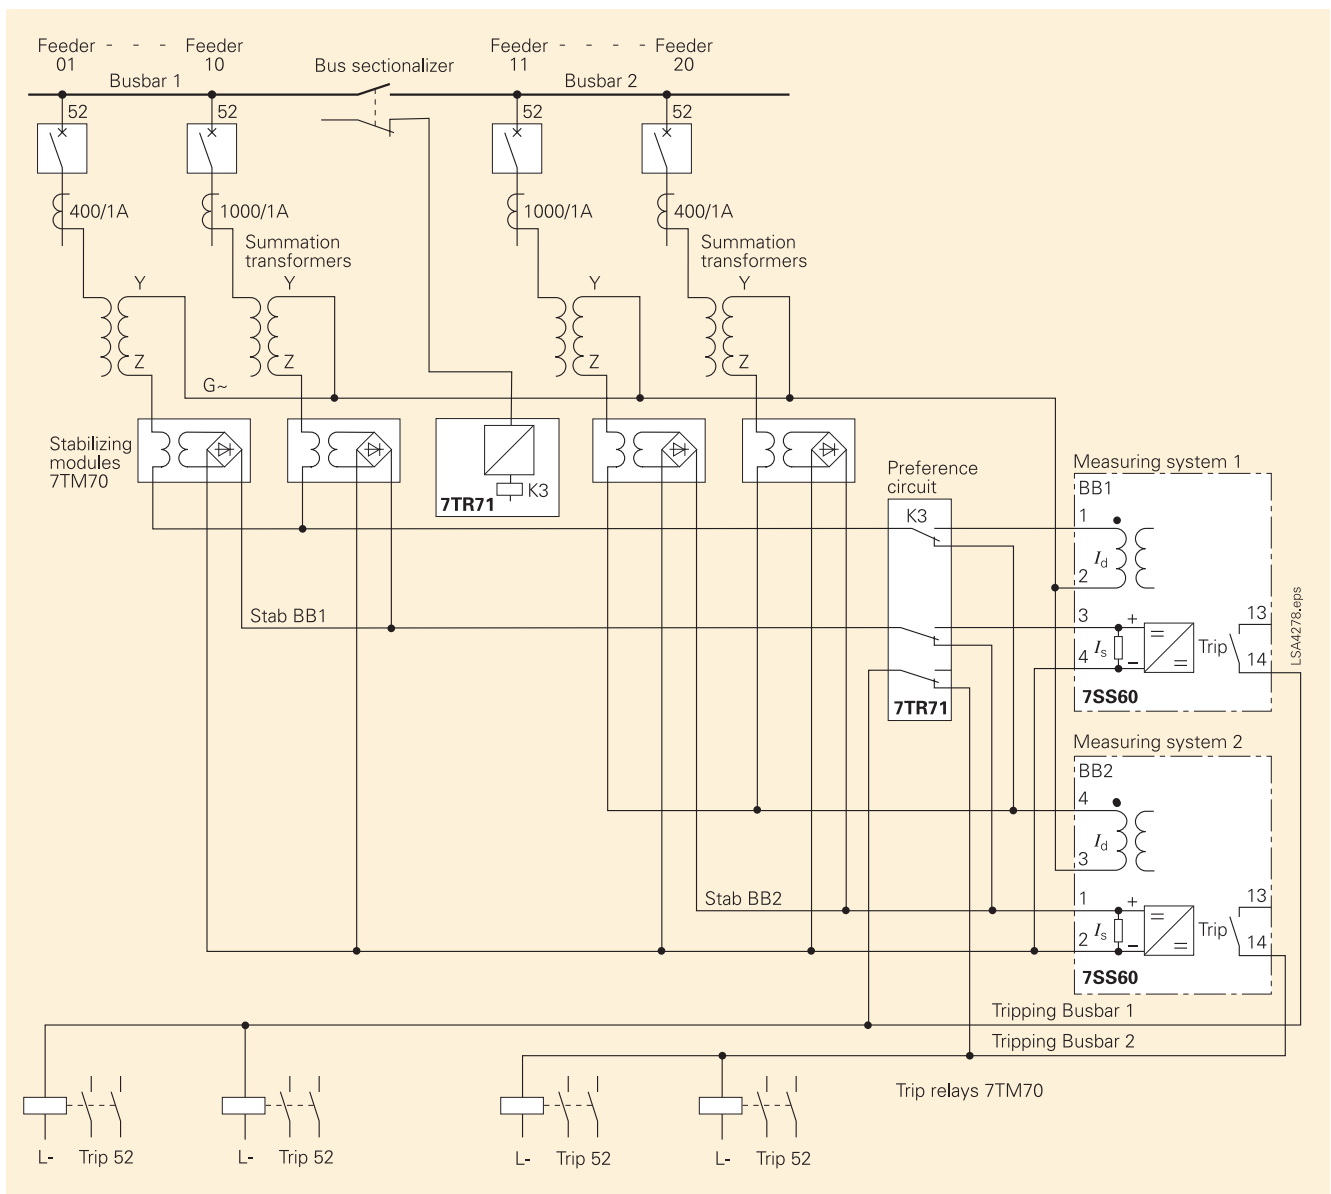 Feeder - - - Feeder
01 10
Bus sectionalizer
Feeder - - - - Feeder
11 20
Busbar 1
Busbar 2
52
52
52
52
400/1A
1000/1A
1000/1A
400/1A
Summation
transformers
Summation
transformers
Y
Y
Y
Y
Z
Z
Z
Z
G~
Stabilizing
modules
7TM70
K3
7TR71
Preference
circuit
K3
7TR71
Measuring system 1
BB1
1
Id
2
Stab BB1
3
+
Is
4
–
Trip
13
14
7SS60
LSA4278.eps
Measuring system 2
BB2
4
Id
3
Stab BB2
1
+
Is
2
–
Trip
13
14
7SS60
Tripping Busbar 1
Tripping Busbar 2
Trip relays 7TM70
L- Trip 52
L- Trip 52
L- Trip 52
L- Trip 52